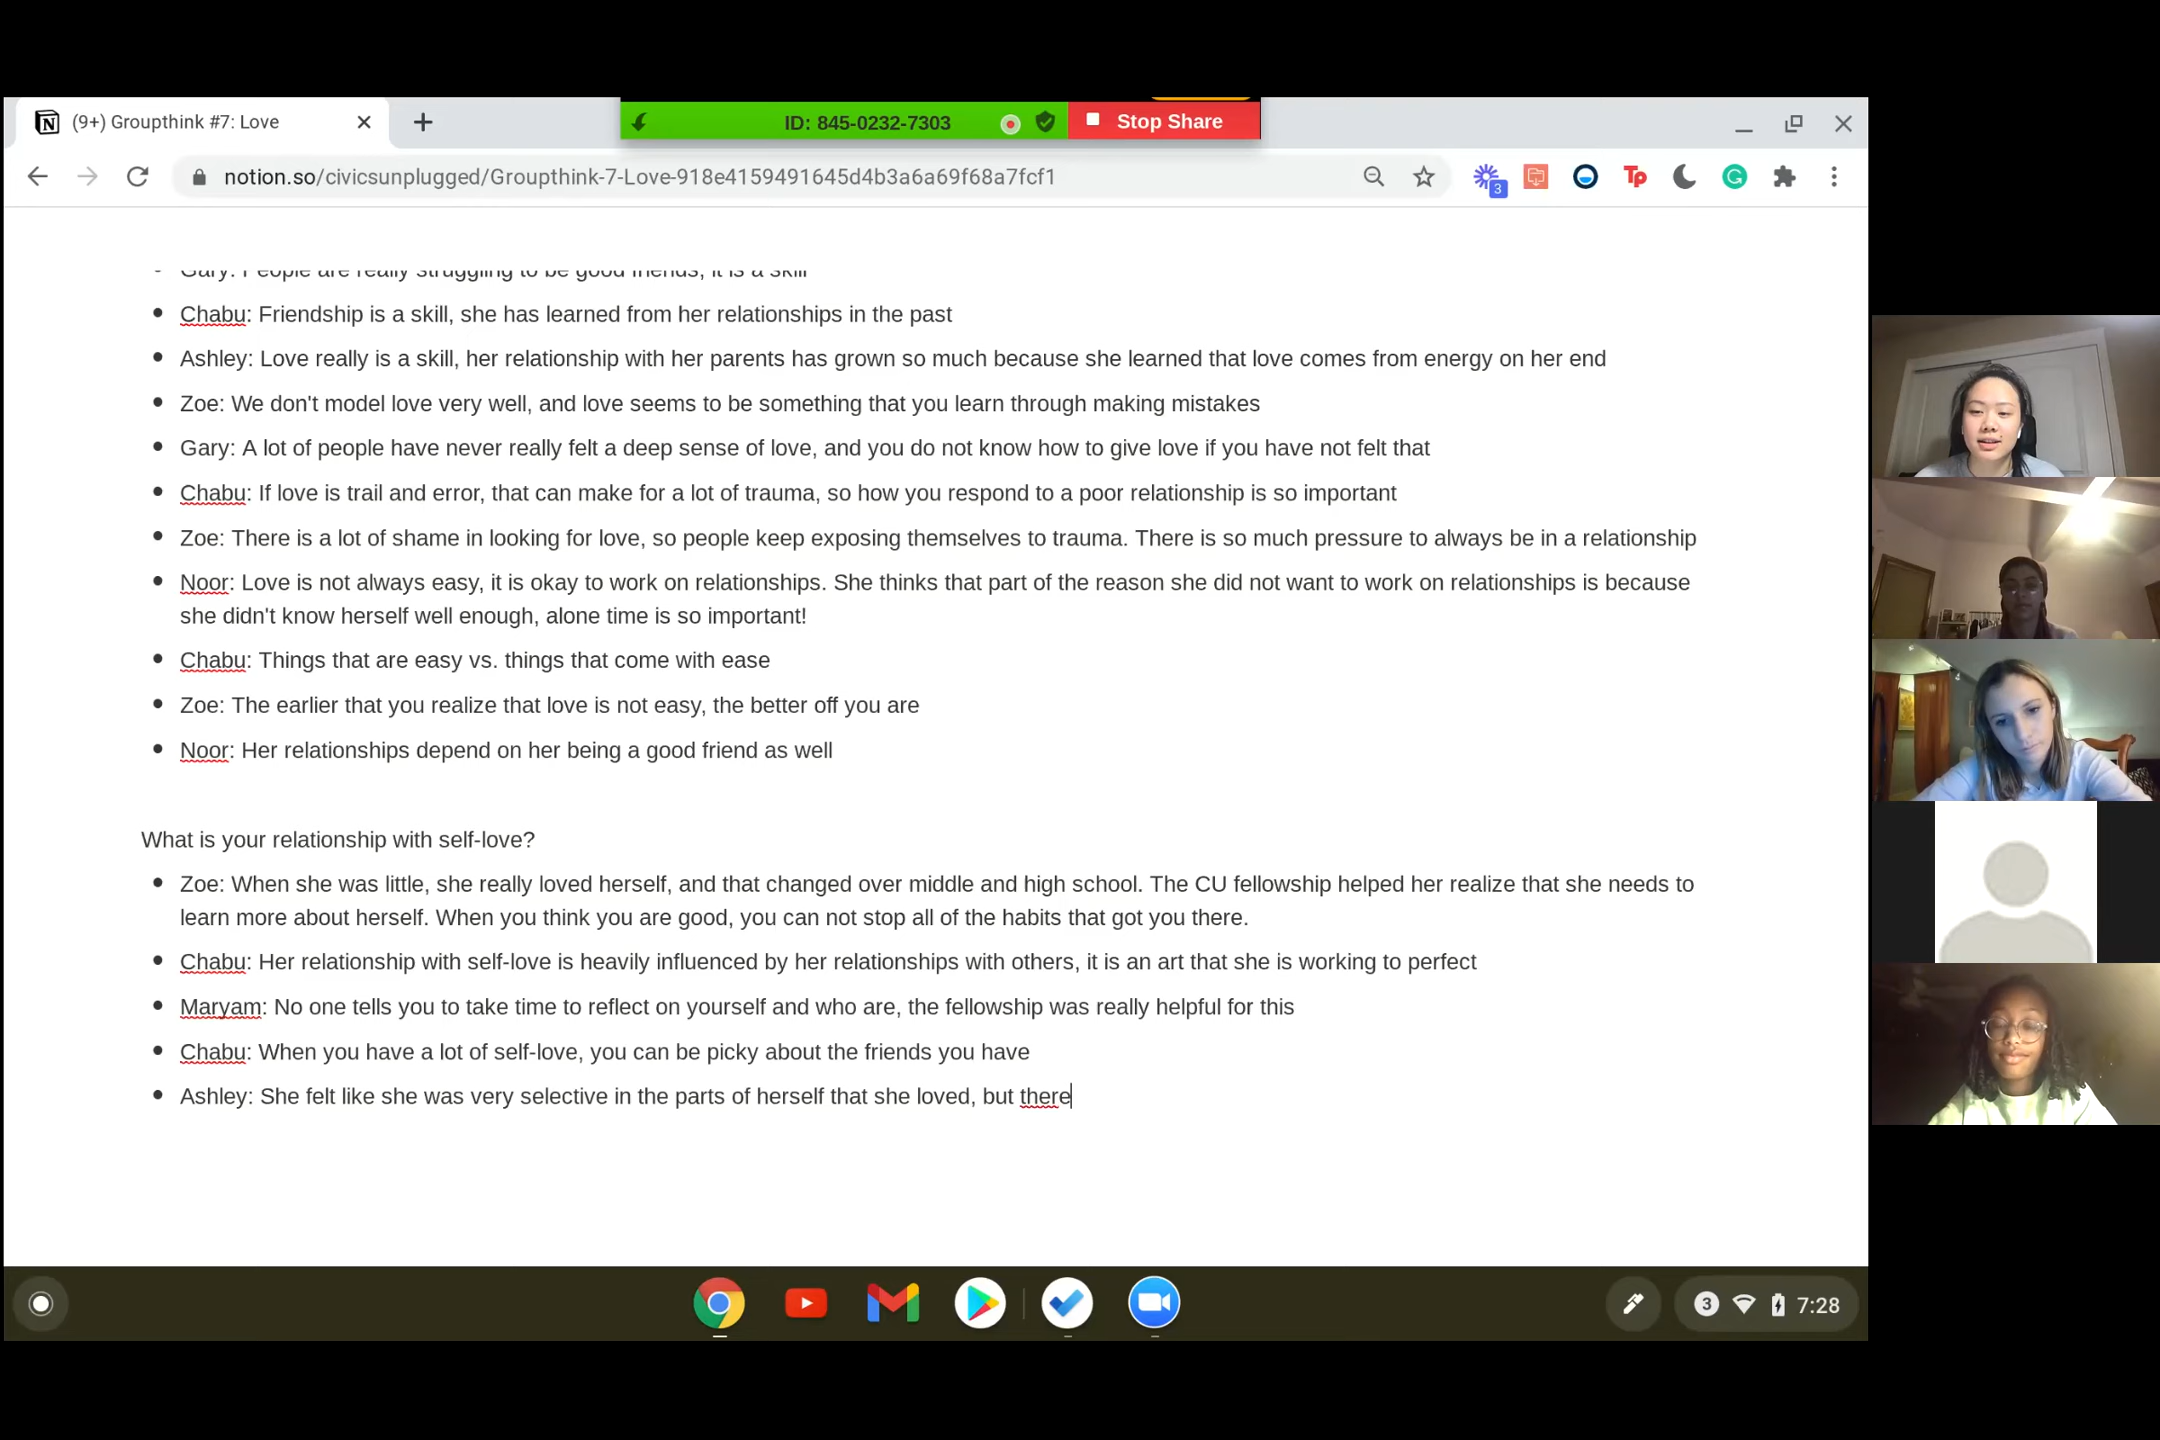 (9+) Groupthink #7: Love
ID: 845-0232-7303
Stop Share
notion.so/civicsunplugged/Groupthink-7-Love-918e4159491645d4b3a6a69f68a7fcf1
3
Tp
Gary: People are really struggling to be good friends, it is a skill
Chabu: Friendship is a skill, she has learned from her relationships in the past
Ashley: Love really is a skill, her relationship with her parents has grown so much because she learned that love comes from energy on her end
Zoe: We don't model love very well, and love seems to be something that you learn through making mistakes
Gary: A lot of people have never really felt a deep sense of love, and you do not know how to give love if you have not felt that
Chabu: If love is trail and error, that can make for a lot of trauma, so how you respond to a poor relationship is so important
Zoe: There is a lot of shame in looking for love, so people keep exposing themselves to trauma. There is so much pressure to always be in a relationship
Noor: Love is not always easy, it is okay to work on relationships. She thinks that part of the reason she did not want to work on relationships is because
she didn't know herself well enough, alone time is so important!
Chabu: Things that are easy vs. things that come with ease
Zoe: The earlier that you realize that love is not easy, the better off you are
Noor: Her relationships depend on her being a good friend as well
What is your relationship with self-love?
Zoe: When she was little, she really loved herself, and that changed over middle and high school. The CU fellowship helped her realize that she needs to
learn more about herself. When you think you are good, you can not stop all of the habits that got you there.
Chabu: Her relationship with self-love is heavily influenced by her relationships with others, it is an art that she is working to perfect
Maryam: No one tells you to take time to reflect on yourself and who are, the fellowship was really helpful for this
Chabu: When you have a lot of self-love, you can be picky about the friends you have
Ashley: She felt like she was very selective in the parts of herself that she loved, but there
3
7:28